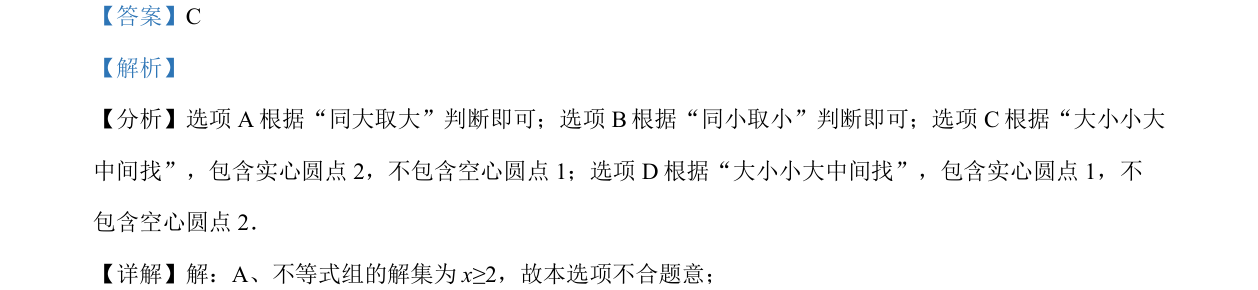 【答案】C
【解析】
【分析】选项 A 根据“同大取大”判断即可；选项 B 根据“同小取小”判断即可；选项 C 根据“大小小大
中间找”，包含实心圆点 2，不包含空心圆点 1；选项 D 根据“大小小大中间找”，包含实心圆点 1，不
包含空心圆点 2．
【详解】解：A、不等式组的解集为 x≥2，故本选项不合题意；